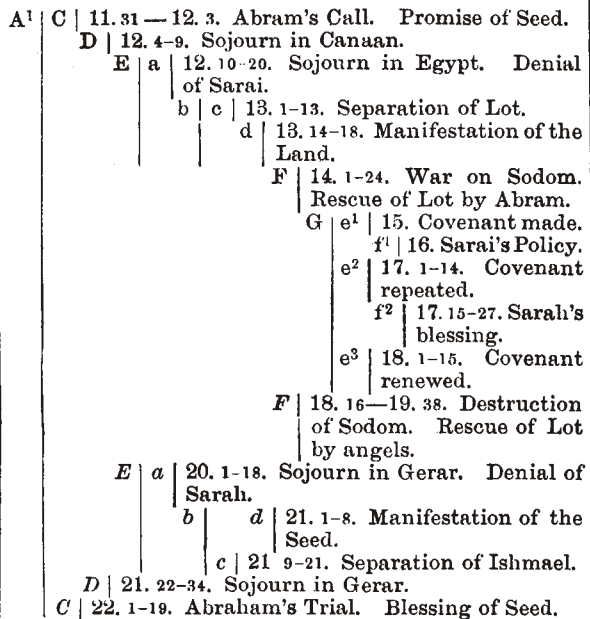 A¹ | C | 11. 31 — 12. 3. Abram's Call. Promise of Seed.
D | 12. 4–9. Sojourn in Canaan.
E | a | 12. 10–20. Sojourn in Egypt. Denial
of Sarai.
b | c | 13. 1–13. Separation of Lot.
d | 13. 14–18. Manifestation of the
Land.
F | 14. 1–24. War on Sodom.
Rescue of Lot by Abram.
G | e¹ | 15. Covenant made.
f¹ | 16. Sarai's Policy.
e² | 17. 1–14. Covenant
repeated.
f² | 17. 15–27. Sarah's
blessing.
e³ | 18. 1–15. Covenant
renewed.
F | 18. 16—19. 38. Destruction
of Sodom. Rescue of Lot
by angels.
E | a | 20. 1–18. Sojourn in Gerar. Denial of
Sarah.
b | d | 21. 1–8. Manifestation of the
Seed.
c | 21 9–21. Separation of Ishmael.
D | 21. 22–34. Sojourn in Gerar.
C | 22. 1–19. Abraham's Trial. Blessing of Seed.